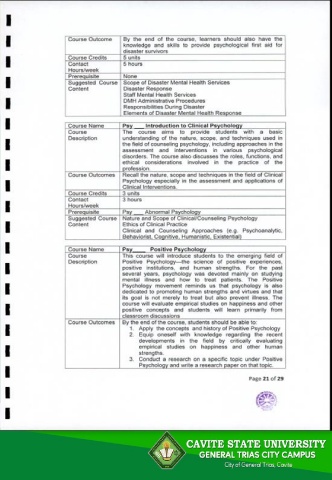 Course Outcome By the end of the course, learners should also have the
knowledge and skills to provide psychological first aid for
disaster survivors
Course Credits 5 units
Contact 5 hours
Hours/week
Prerequisite None
Suggested Course Scope of Disaster Mental Health Services
Content Disaster Response
Staff Mental Health Services
DMH Administrative Procedures
Responsibilities During Disaster
Elements of Disaster Mental Health Response
Course Name Psy ___ Introduction to Clinical Psychology
Course The course aims to provide students with a basic
Description understanding of the nature, scope, and techniques used in
the field of counseling psychology, including approaches in the
assessment and interventions in various psychological
disorders. The course also discusses the roles, functions, and
ethical considerations involved in the practice of the
profession.
Course Outcomes Recall the nature, scope and techniques in the field of Clinical
Psychology especially in the assessment and applications of
Clinical Interventions.
Course Credits 3 units
Contact 3 hours
Hours/week
Prerequisite Psy ___ Abnormal Psychology
Suggested Course Nature and Scope of Clinical/Counseling Psychology
Content Ethics of Clinical Practice
Clinical and Counseling Approaches (e.g. Psychoanalytic,
Behaviorist, Cognitive, Humanistic, Existential)
Course Name Psy____ Positive Psychology
Course This course will introduce students to the emerging field of
Description Positive Psychology—the science of positive experiences,
positive institutions, and human strengths. For the past
several years, psychology was devoted mainly on studying
mental illness and how to treat patients. The Positive
Psychology movement reminds us that psychology is also
dedicated to promoting human strengths and virtues and that
its goal is not merely to treat but also prevent illness. The
course will evaluate empirical studies on happiness and other
positive concepts and students will learn primarily from
classroom discussions
Course Outcomes By the end of the course, students should be able to:
1. Apply the concepts and history of Positive Psychology
2. Equip oneself with knowledge regarding the recent
developments in the field by critically evaluating
empirical studies on happiness and other human
strengths.
3. Conduct a research on a specific topic under Positive
Psychology and write a research paper on that topic.
Page 21 of 29
CAVITE STATE UNIVERSITY
GENERAL TRIAS CITY CAMPUS
City of General Trias, Cavite